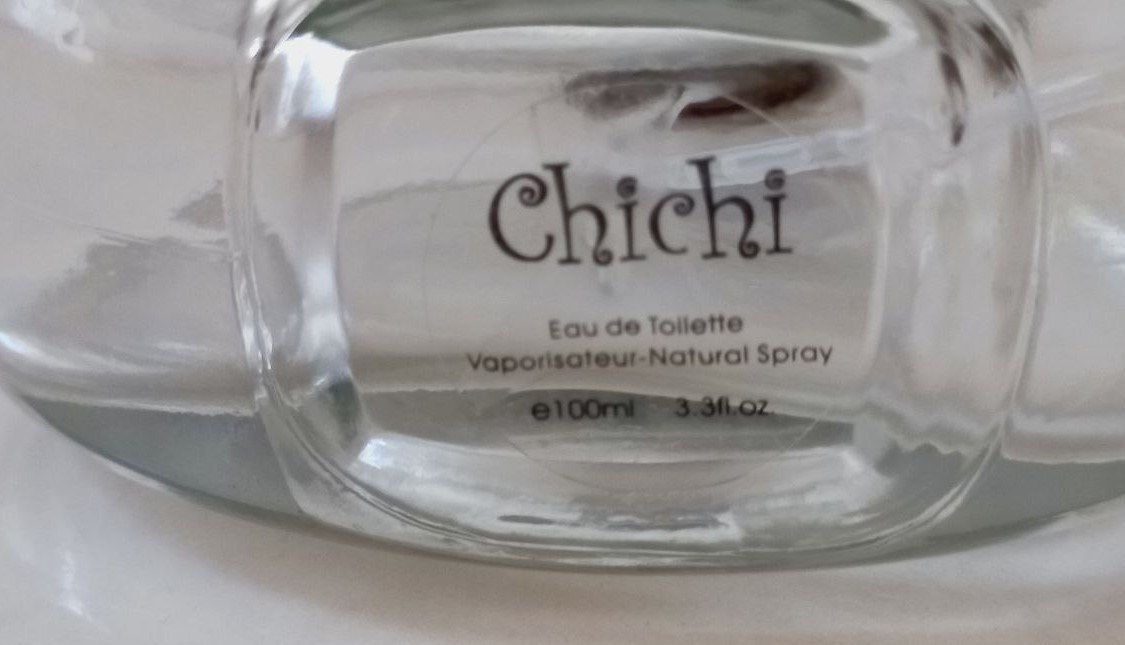 Chichi
Eau de Toilette
Vaporisateur-Natural Spray
e100ml 3.3fl.oz.